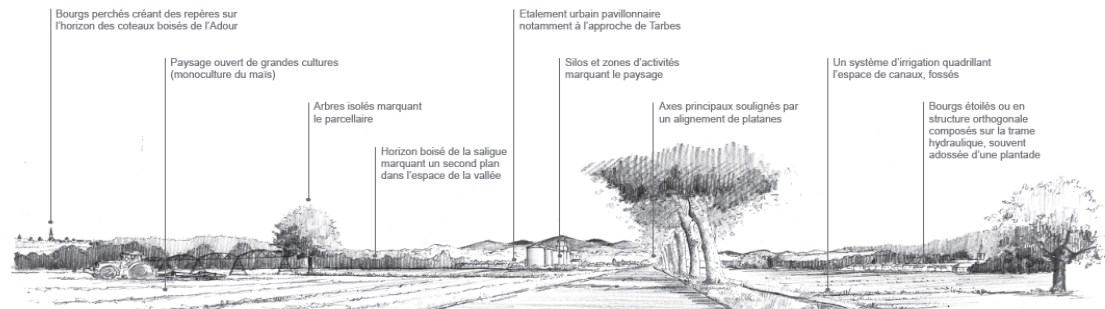 Bourgs perchés créant des repères sur
l'horizon des coteaux boisés de l'Adour
Etalement urbain pavillonnaire
notamment à l'approche de Tarbes
Paysage ouvert de grandes cultures
(monoculture du maïs)
Silos et zones d'activités
marquant le paysage
Un système d'irrigation quadrillant
l'espace de canaux, fossés
Arbres isolés marquant
le parcellaire
Axes principaux soulignés par
un alignement de platanes
Bourgs étoilés ou en
structure orthogonale
composés sur la trame
hydraulique, souvent
adossée d'une plantade
Horizon boisé de la saligue
marquant un second plan
dans l'espace de la vallée